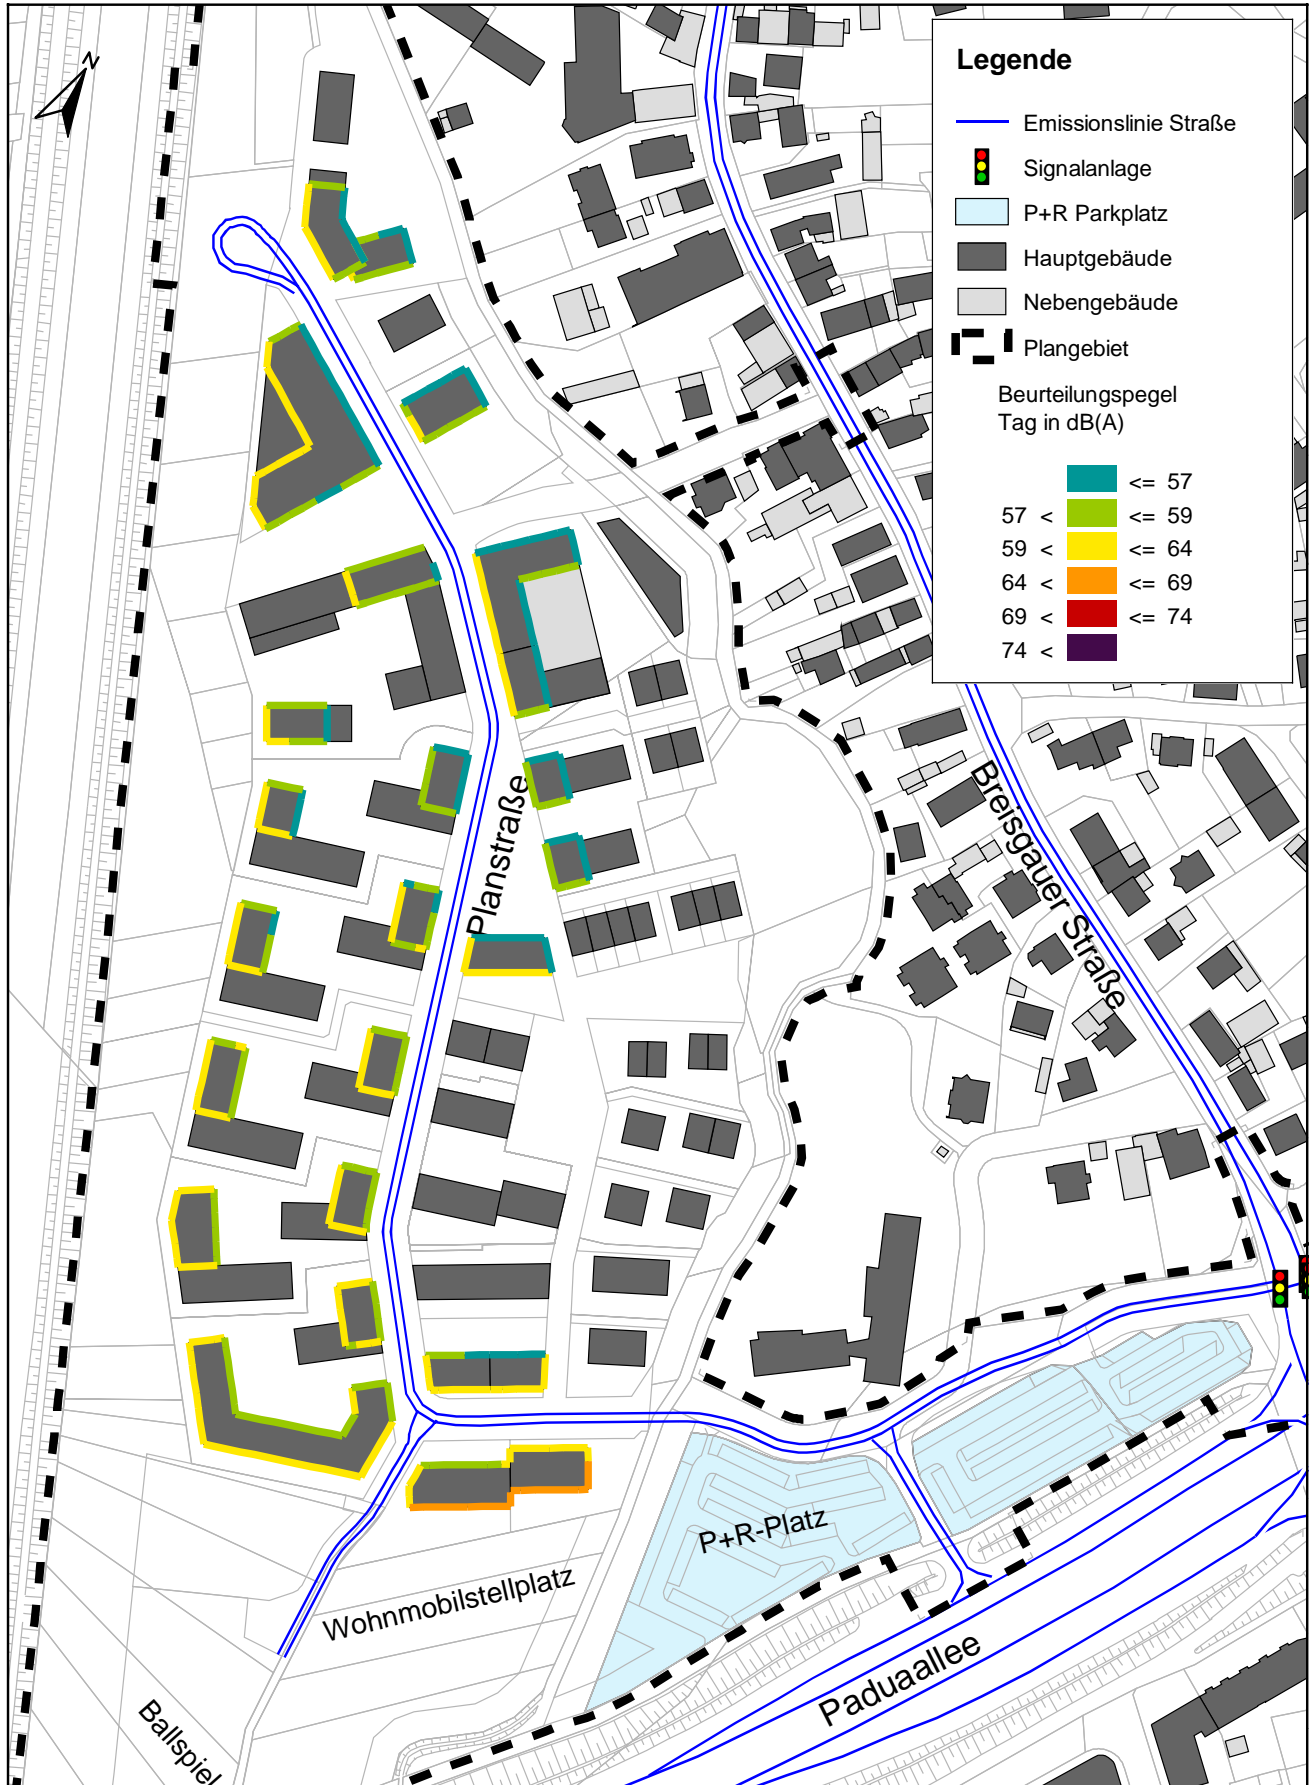 N
Legende
Emissionslinie Straße
Signalanlage
P+R Parkplatz
Hauptgebäude
Nebengebäude
Plangebiet
Beurteilungspegel
Tag in dB(A)
<= 57
57 < <= 59
59 < <= 64
64 < <= 69
69 < <= 74
74 <
Planstraße
Breisgauer Straße
P+R-Platz
Wohnmobilstellplatz
Paduaallee
Ballspiel